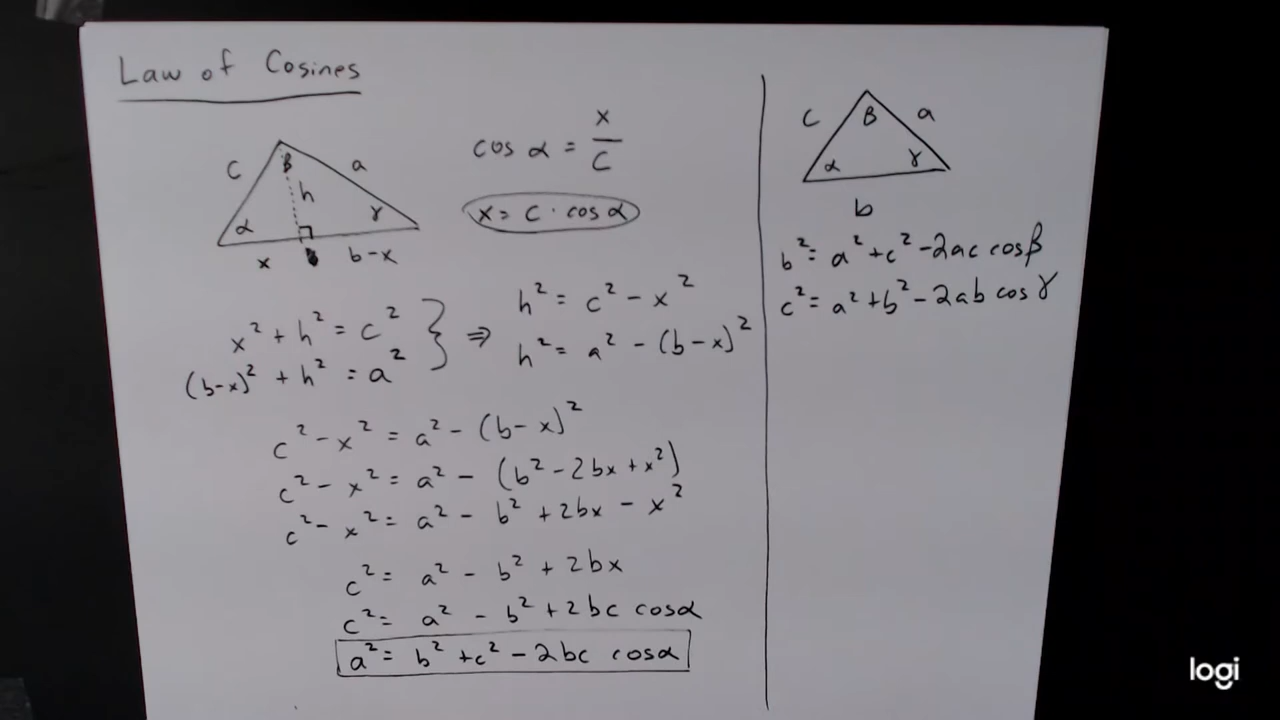 Law of Cosines
c
β
a
h
α
γ
x
b-x
cos α = x/c
x = c · cos α
x² + h² = c²
(b-x)² + h² = a²
} ⇒
h² = c² - x²
h² = a² - (b-x)²
c² - x² = a² - (b-x)²
c² - x² = a² - (b² - 2bx + x²)
c² - x² = a² - b² + 2bx - x²
c² = a² - b² + 2bx
c² = a² - b² + 2bc cosα
a² = b² + c² - 2bc cosα
c
β
a
α
γ
b
b² = a² + c² - 2ac cosβ
c² = a² + b² - 2ab cos γ
logi